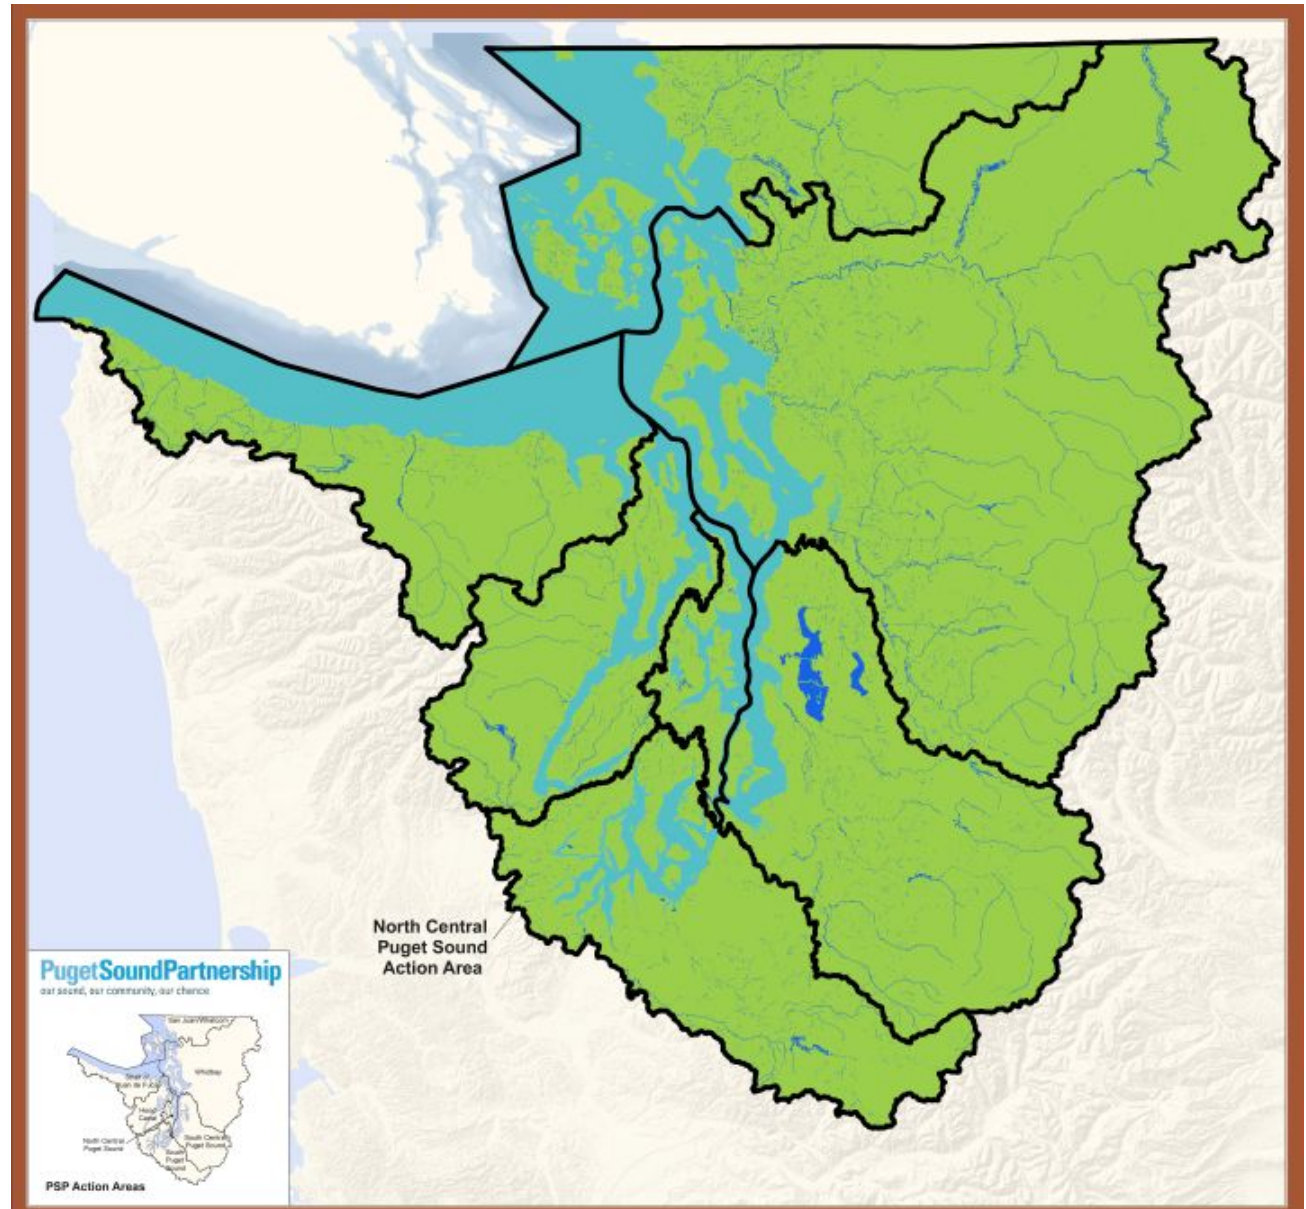 North Central
Puget Sound
Action Area
PugetSoundPartnership
our sound, our community, our chance
San Juan/Whatcom
Whidbey
Strait of
Juan de Fuca
Hood
Canal
North Central
Puget Sound
South Central
Puget Sound
South
Puget
Sound
PSP Action Areas